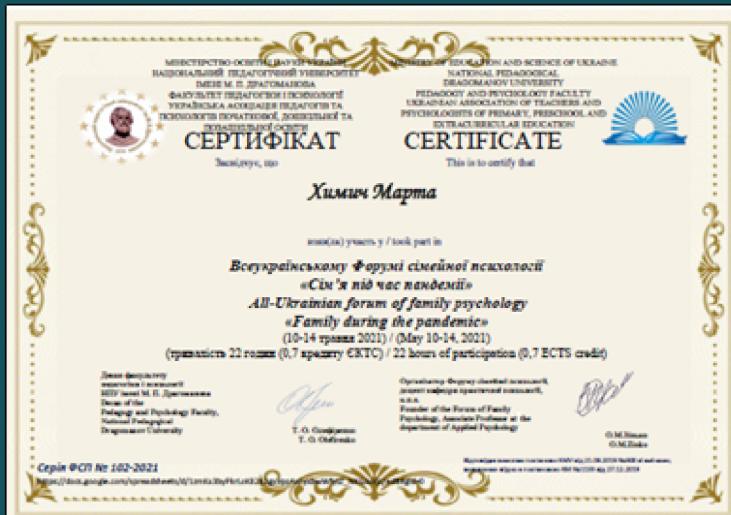 МІНІСТЕРСТВО ОСВІТИ І НАУКИ УКРАЇНИ
НАЦІОНАЛЬНИЙ ПЕДАГОГІЧНИЙ УНІВЕРСИТЕТ
ІМЕНІ М. П. ДРАГОМАНОВА
ФАКУЛЬТЕТ ПЕДАГОГІКИ І ПСИХОЛОГІЇ
УКРАЇНСЬКА АСОЦІАЦІЯ ПЕДАГОГІВ ТА
ПСИХОЛОГІВ ПОЧАТКОВОЇ, ДОШКІЛЬНОЇ ТА
ПОЗАШКІЛЬНОЇ ОСВІТИ
СЕРТИФІКАТ
Засвідчує, що
MINISTRY OF EDUCATION AND SCIENCE OF UKRAINE
NATIONAL PEDAGOGICAL
DRAGOMANOV UNIVERSITY
PEDAGOGY AND PSYCHOLOGY FACULTY
UKRAINIAN ASSOCIATION OF TEACHERS AND
PSYCHOLOGISTS OF PRIMARY, PRESCHOOL AND
EXTRACURRICULAR EDUCATION
CERTIFICATE
This is to certify that
Химич Марта
взяв(ла) участь у / took part in
Всеукраїнському Форумі сімейної психології
«Сім'я під час пандемії»
All-Ukrainian forum of family psychology
«Family during the pandemic»
(10-14 травня 2021) / (May 10-14, 2021)
(тривалість 22 години (0,7 кредиту ЄКТС) / 22 hours of participation (0,7 ECTS credit)
Декан факультету
педагогіки і психології
НПУ імені М. П. Драгоманова
Dean of the
Pedagogy and Psychology Faculty,
National Pedagogical
Dragomanov University
Т. О. Олефіренко
T. O. Olefirenko
Організатор Форуму сімейної психології,
доцент кафедри практичної психології,
Founder of the Forum of Family
Psychology, Associate Professor at the
department of Applied Psychology
Серія ФСП № 102-2021